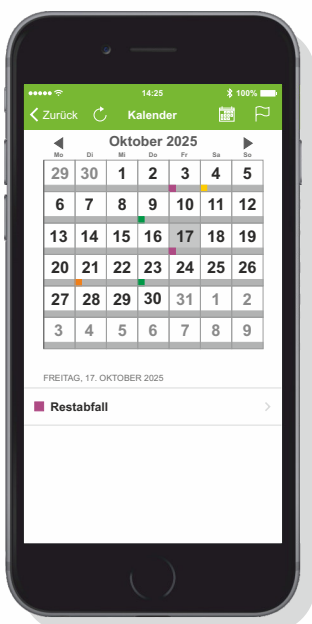 14:25 100%
Zurück Kalender
Oktober 2025
Mo Di Mi Do Fr Sa So
29 30 1 2 3 4 5
6 7 8 9 10 11 12
13 14 15 16 17 18 19
20 21 22 23 24 25 26
27 28 29 30 31 1 2
3 4 5 6 7 8 9
FREITAG, 17. OKTOBER 2025
Restabfall